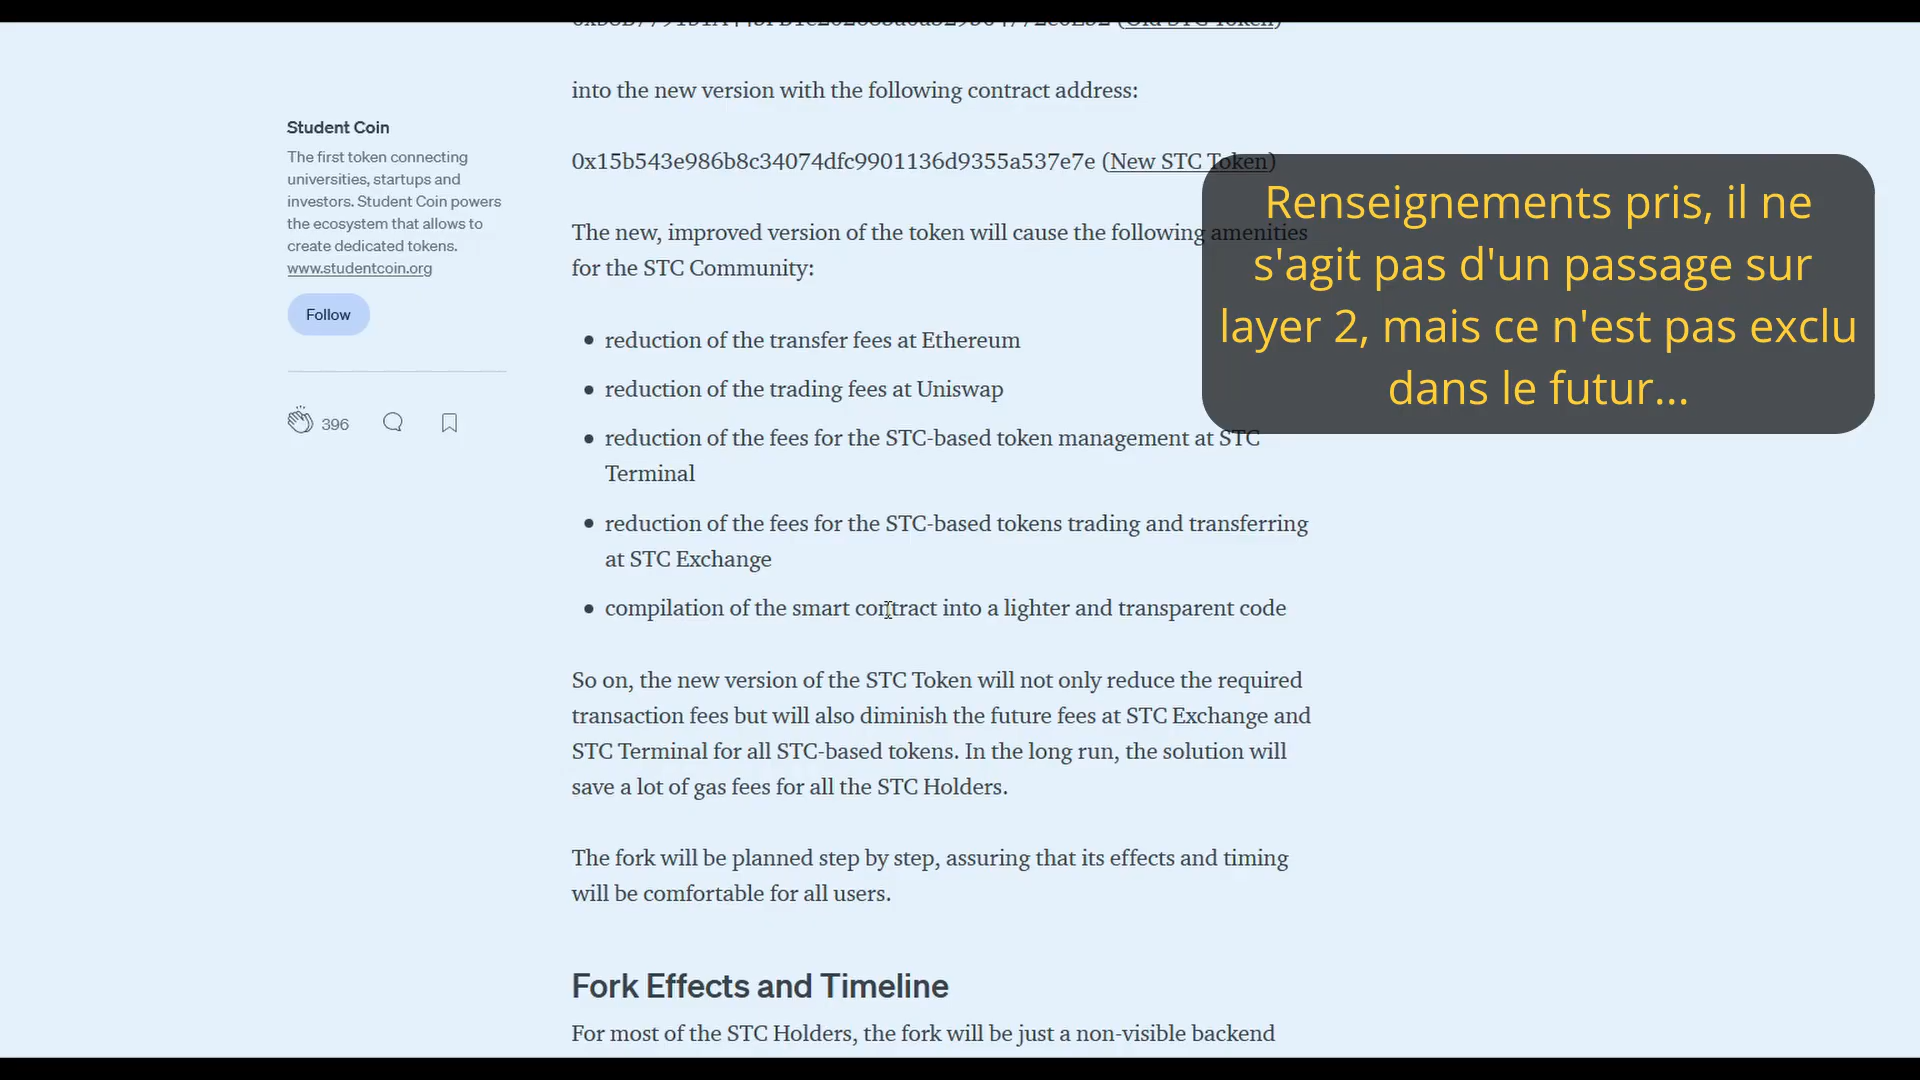 (Old STC Token)
into the new version with the following contract address:
Student Coin
The first token connecting
universities, startups and
investors. Student Coin powers
the ecosystem that allows to
create dedicated tokens.
www.studentcoin.org
Follow
396
0x15b543e986b8c34074dfc9901136d9355a537e7e (New STC Token)
The new, improved version of the token will cause the following amenities
for the STC Community:
Renseignements pris, il ne
s'agit pas d'un passage sur
layer 2, mais ce n'est pas exclu
dans le futur...
• reduction of the transfer fees at Ethereum
• reduction of the trading fees at Uniswap
• reduction of the fees for the STC-based token management at STC
Terminal
• reduction of the fees for the STC-based tokens trading and transferring
at STC Exchange
• compilation of the smart contract into a lighter and transparent code
So on, the new version of the STC Token will not only reduce the required
transaction fees but will also diminish the future fees at STC Exchange and
STC Terminal for all STC-based tokens. In the long run, the solution will
save a lot of gas fees for all the STC Holders.
The fork will be planned step by step, assuring that its effects and timing
will be comfortable for all users.
Fork Effects and Timeline
For most of the STC Holders, the fork will be just a non-visible backend